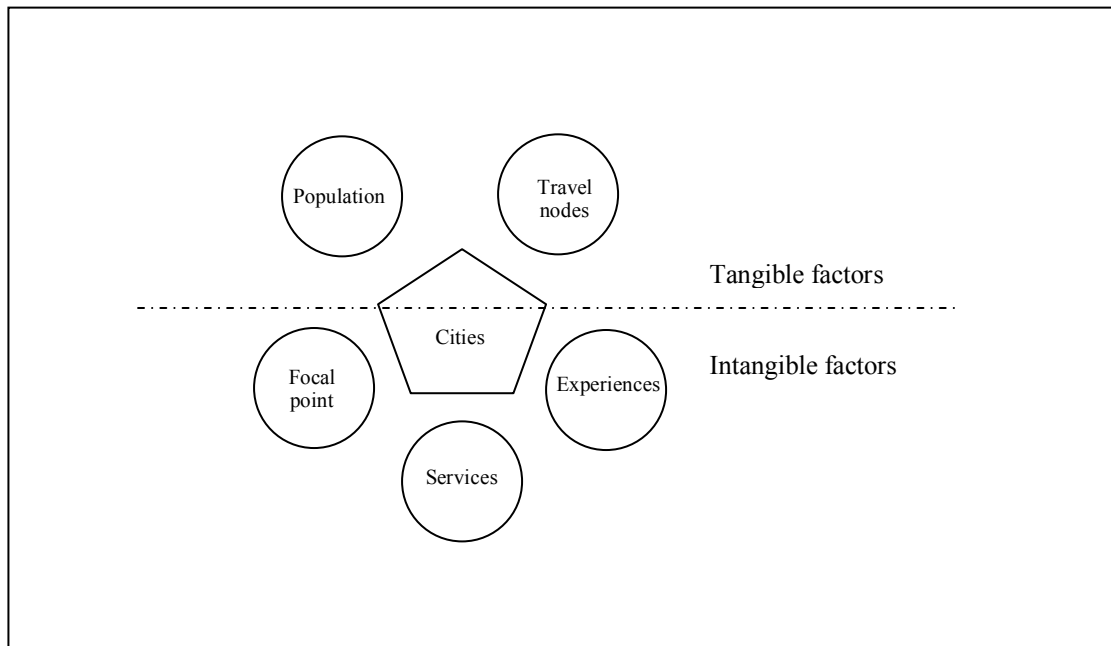 Population
Travel
nodes
Tangible factors
Cities
Intangible factors
Focal
point
Experiences
Services